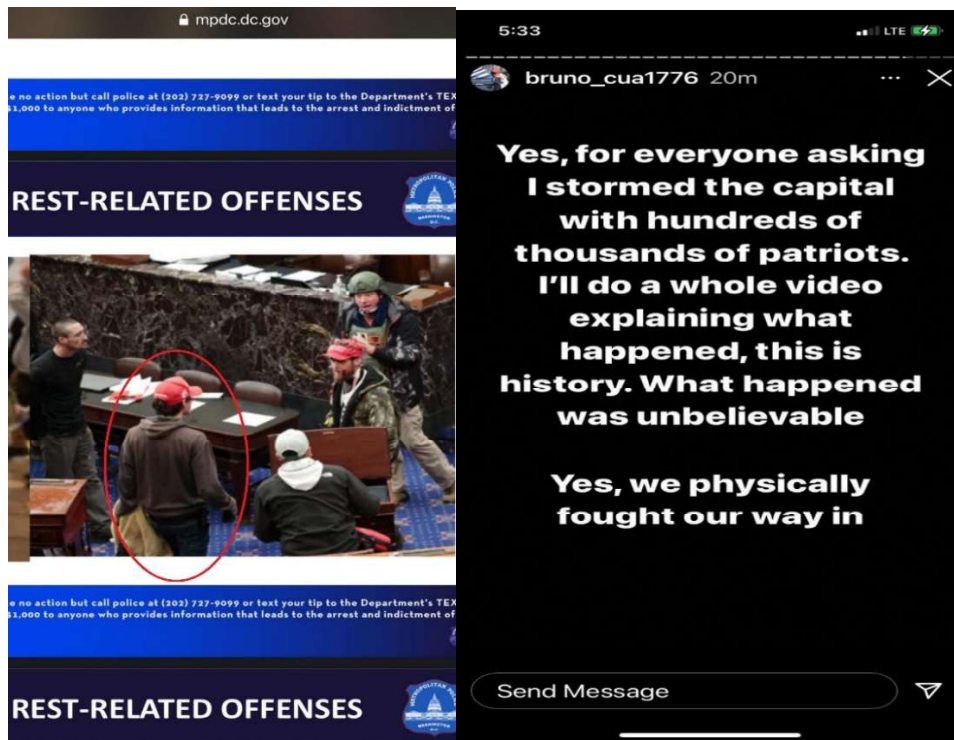 mpdc.dc.gov
e no action but call police at (202) 727-9099 or text your tip to the Department's TEX
$1,000 to anyone who provides information that leads to the arrest and indictment of
REST-RELATED OFFENSES
METROPOLITAN POLICE
WASHINGTON
D.C.
e no action but call police at (202) 727-9099 or text your tip to the Department's TEX
$1,000 to anyone who provides information that leads to the arrest and indictment of
REST-RELATED OFFENSES
METROPOLITAN POLICE
WASHINGTON
5:33
LTE
bruno_cua1776 20m
Yes, for everyone asking
I stormed the capital
with hundreds of
thousands of patriots.
I'll do a whole video
explaining what
happened, this is
history. What happened
was unbelievable
Yes, we physically
fought our way in
Send Message